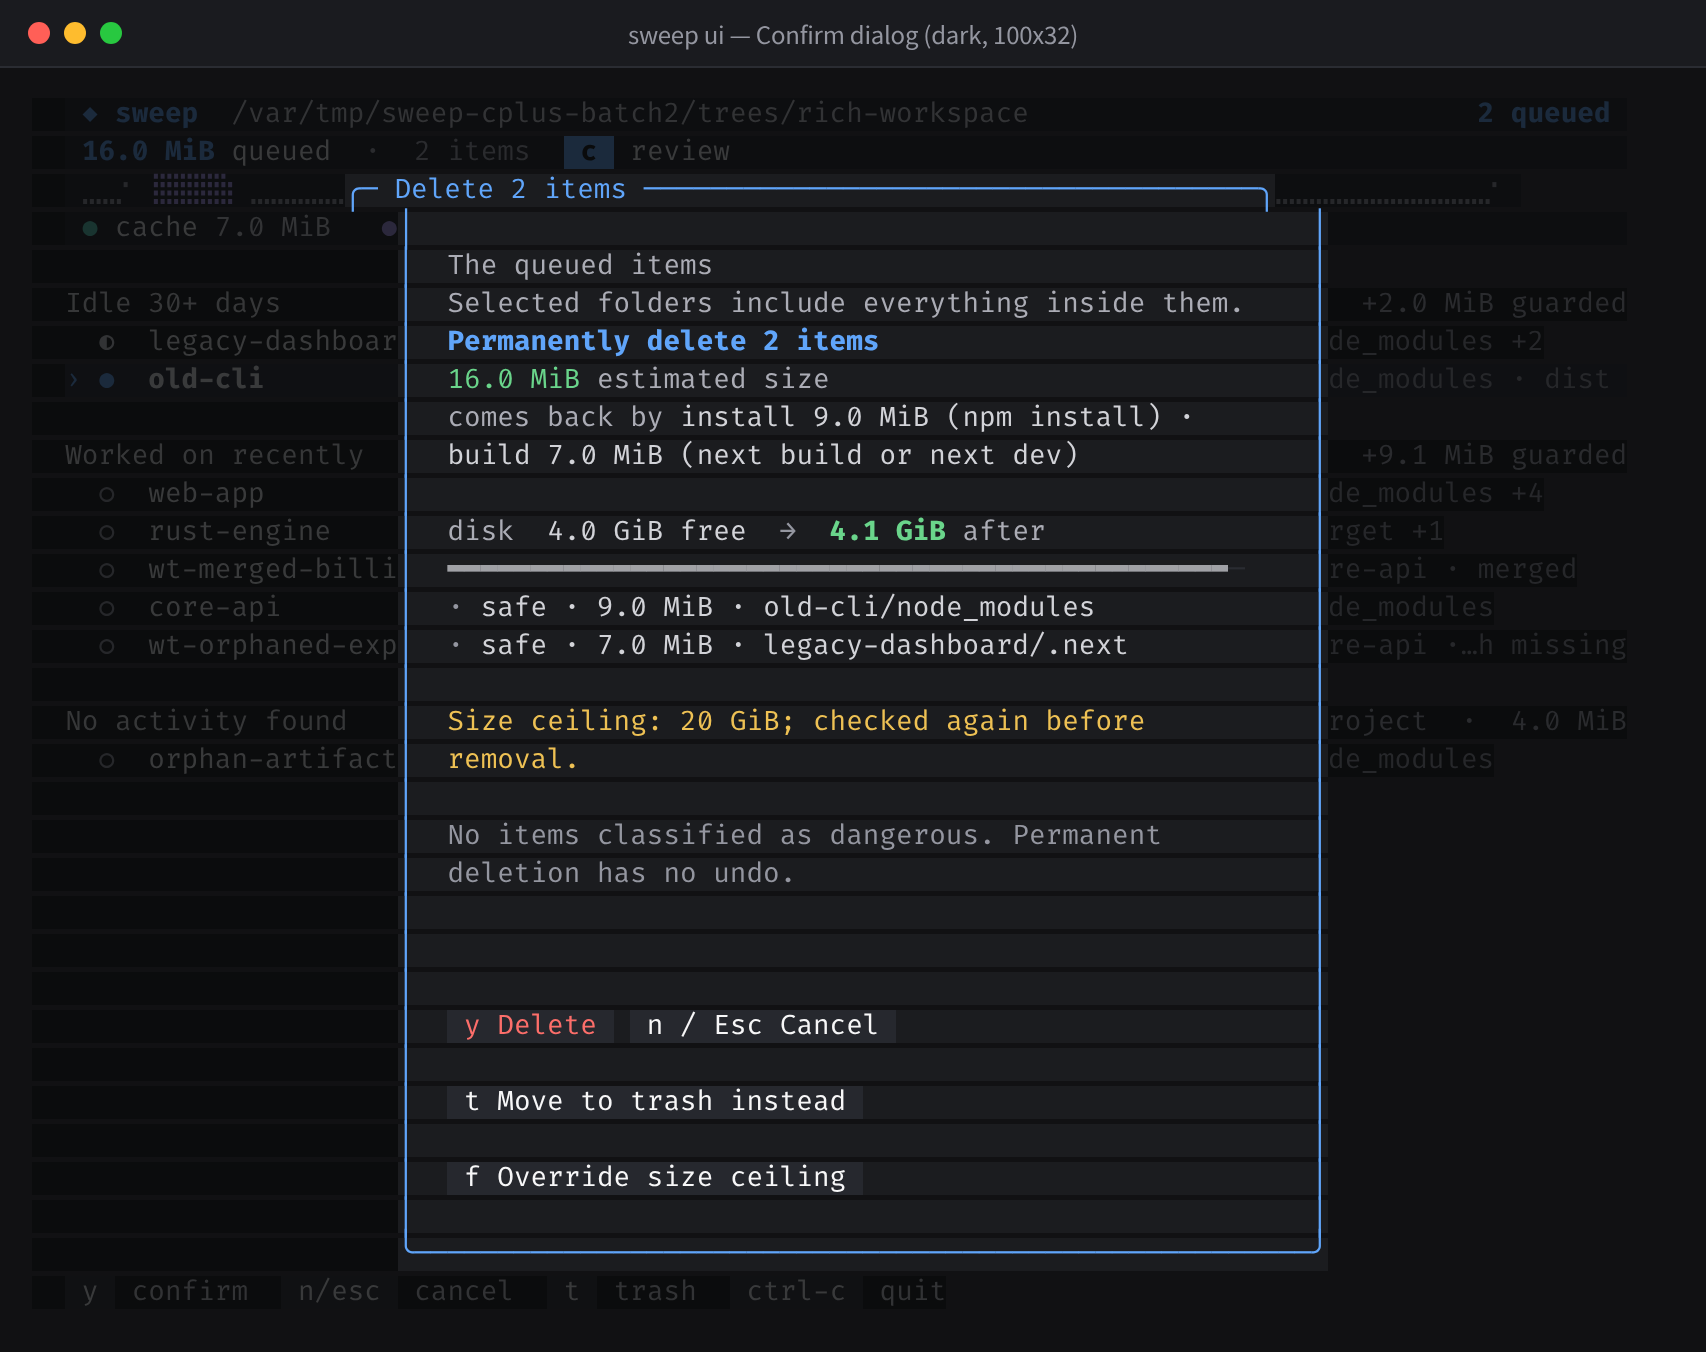 sweep ui — Confirm dialog (dark, 100x32)
◆ sweep /var/tmp/sweep-cplus-batch2/trees/rich-workspace 2 queued
16.0 MiB queued · 2 items c review
Delete 2 items
● cache 7.0 MiB ●
The queued items
Idle 30+ days Selected folders include everything inside them. +2.0 MiB guarded
◐ legacy-dashboar Permanently delete 2 items de_modules +2
› ● old-cli 16.0 MiB estimated size de_modules · dist
comes back by install 9.0 MiB (npm install) ·
Worked on recently build 7.0 MiB (next build or next dev) +9.1 MiB guarded
○ web-app de_modules +4
○ rust-engine disk 4.0 GiB free → 4.1 GiB after rget +1
○ wt-merged-billi re-api · merged
○ core-api · safe · 9.0 MiB · old-cli/node_modules de_modules
○ wt-orphaned-exp · safe · 7.0 MiB · legacy-dashboard/.next re-api ·…h missing
No activity found Size ceiling: 20 GiB; checked again before roject · 4.0 MiB
○ orphan-artifact removal. de_modules
No items classified as dangerous. Permanent
deletion has no undo.
y Delete n / Esc Cancel
t Move to trash instead
f Override size ceiling
y confirm n/esc cancel t trash ctrl-c quit